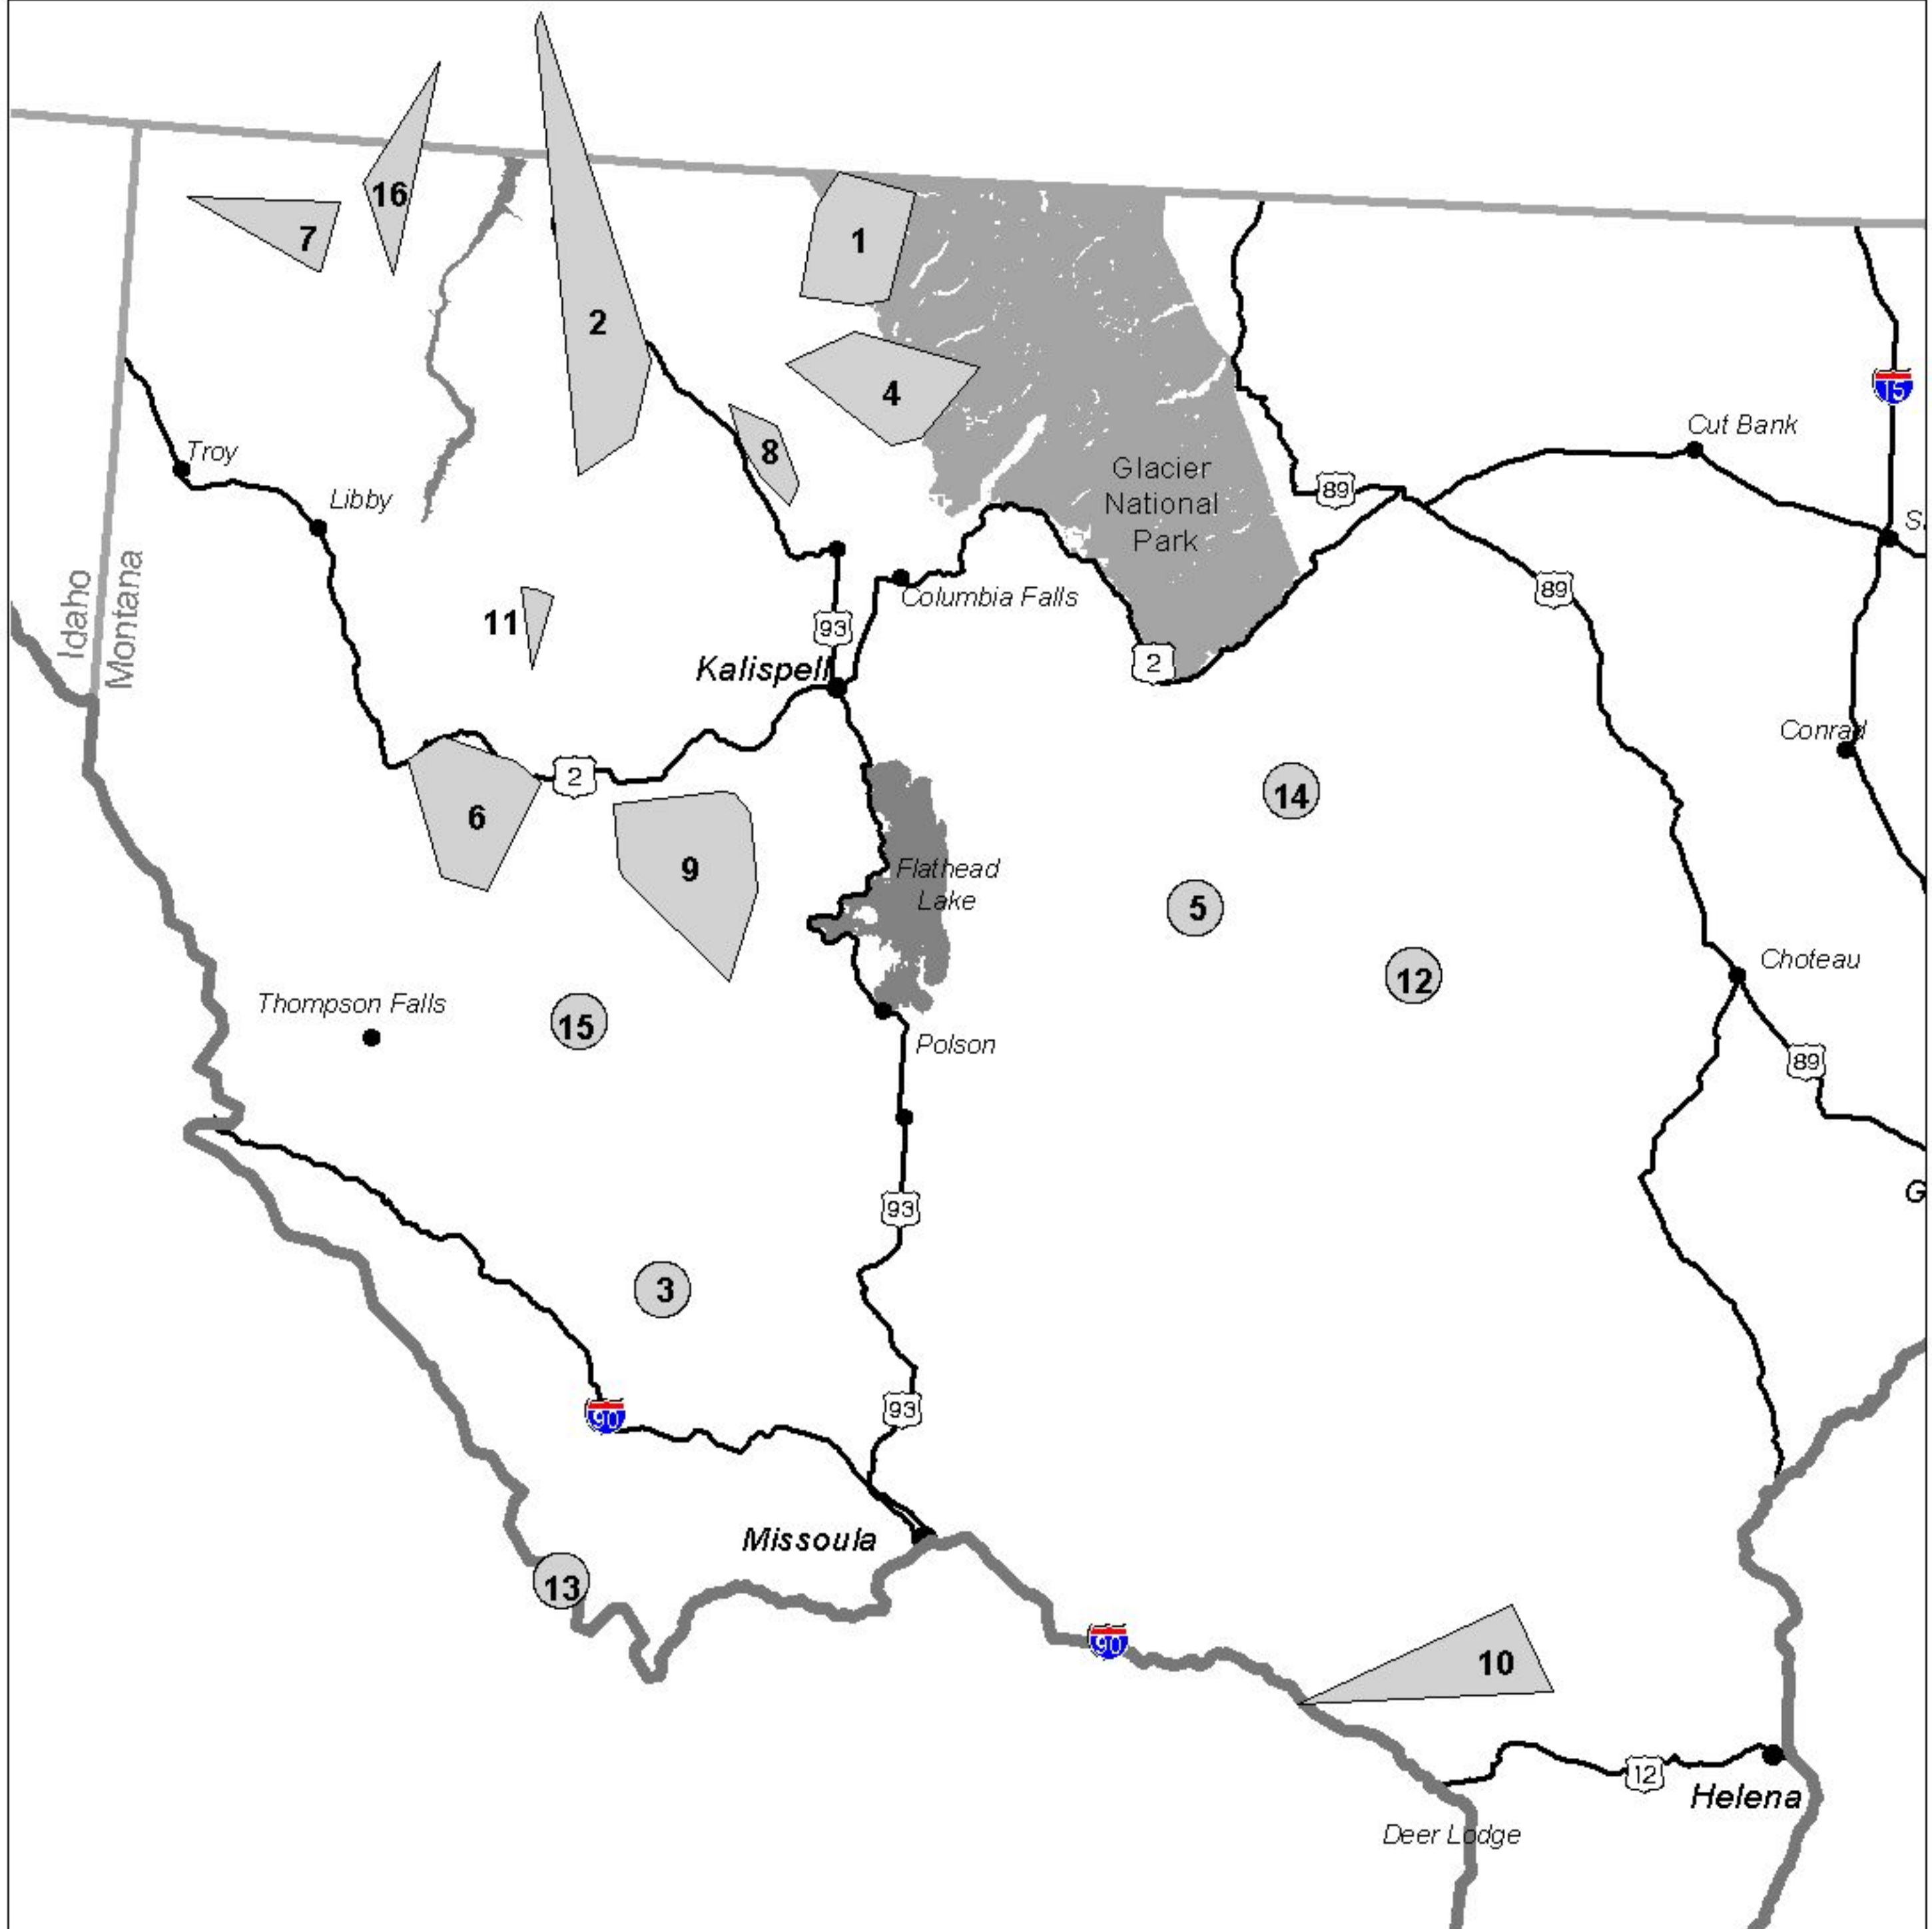 16
7
1
2
15
4
Cut Bank
8
Troy
Glacier
National
Park
Libby
89
S
89
Idaho
Montana
Columbia Falls
11
93
Kalispell
2
Conrad
2
14
6
9
Flathead
Lake
5
12
Choteau
Thompson Falls
15
Polson
89
93
G
3
93
90
Missoula
13
90
10
12
Helena
Deer Lodge